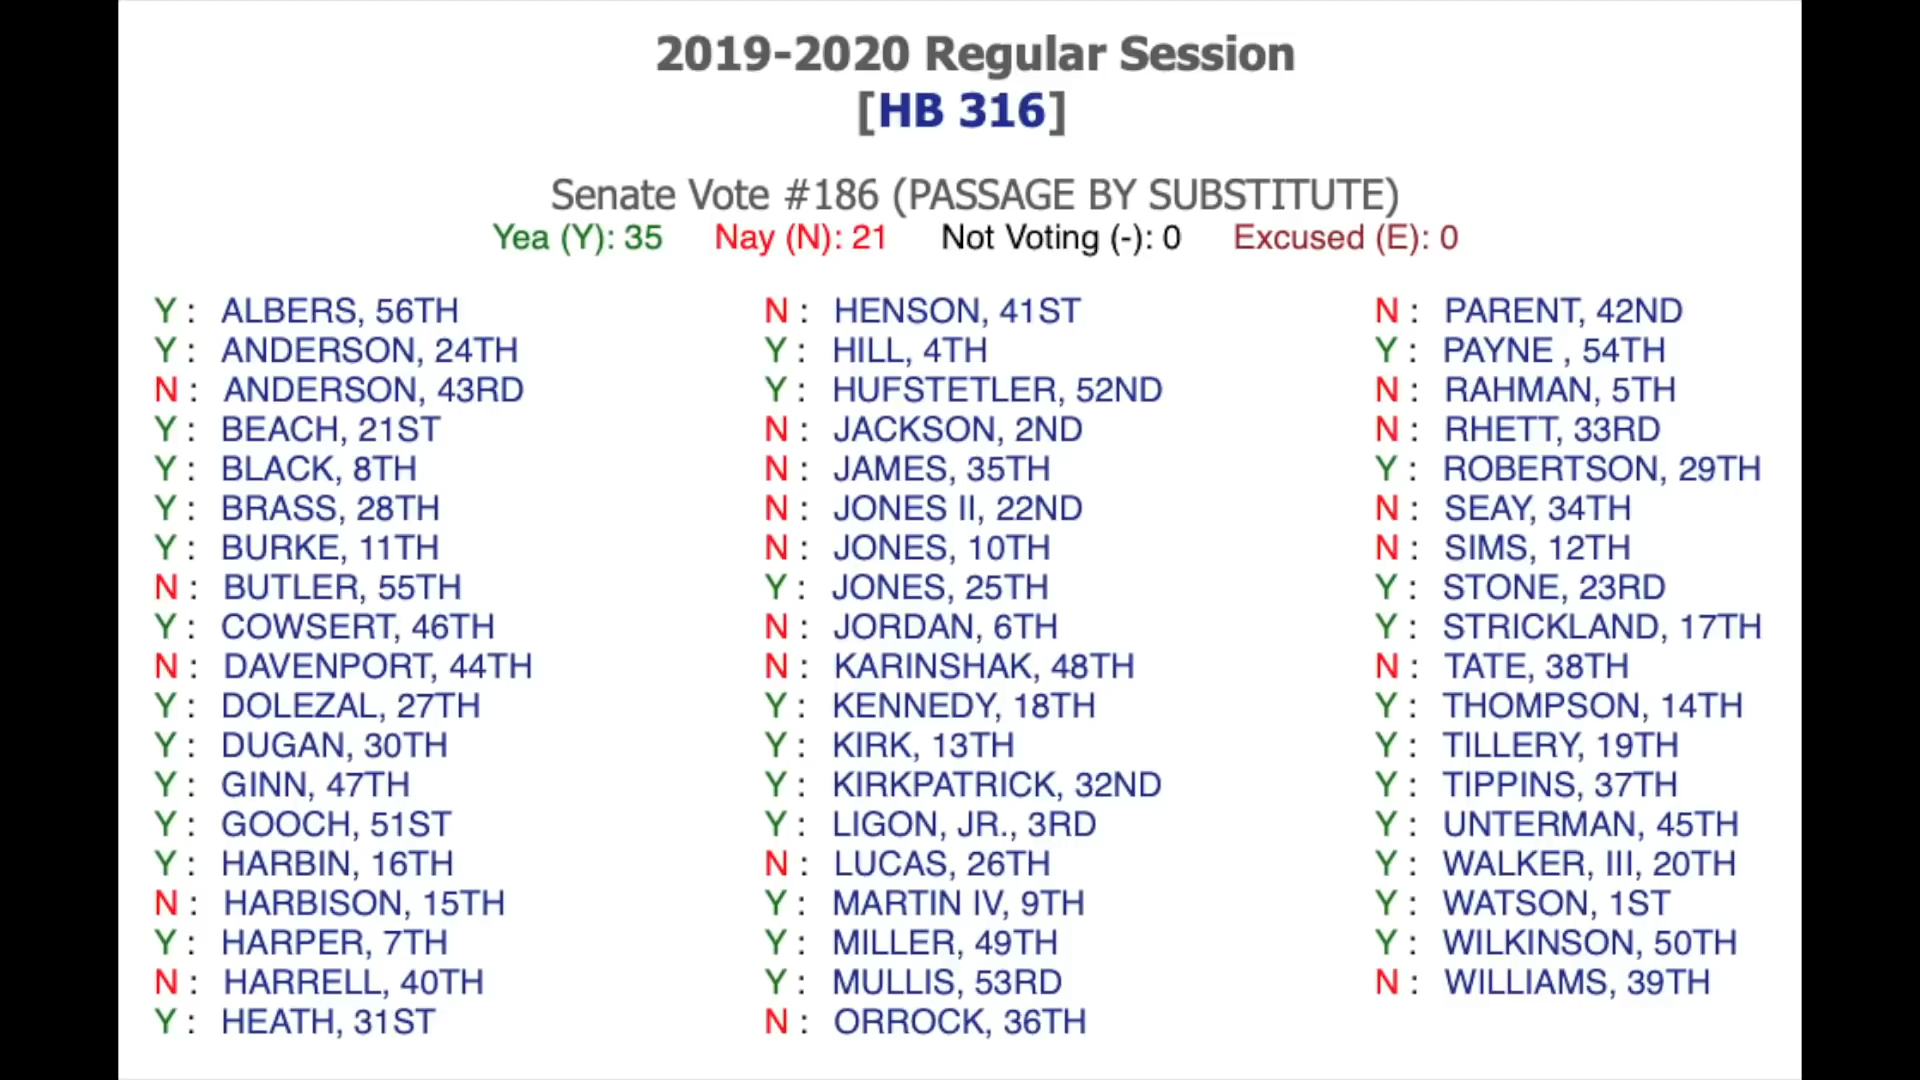 2019-2020 Regular Session
[HB 316]
Senate Vote #186 (PASSAGE BY SUBSTITUTE)
Yea (Y): 35 Nay (N): 21 Not Voting (-): 0 Excused (E): 0
Y : ALBERS, 56TH
Y : ANDERSON, 24TH
N : ANDERSON, 43RD
Y : BEACH, 21ST
Y : BLACK, 8TH
Y : BRASS, 28TH
Y : BURKE, 11TH
N : BUTLER, 55TH
Y : COWSERT, 46TH
N : DAVENPORT, 44TH
Y : DOLEZAL, 27TH
Y : DUGAN, 30TH
Y : GINN, 47TH
Y : GOOCH, 51ST
Y : HARBIN, 16TH
N : HARBISON, 15TH
Y : HARPER, 7TH
N : HARRELL, 40TH
Y : HEATH, 31ST
N : HENSON, 41ST
Y : HILL, 4TH
Y : HUFSTETLER, 52ND
N : JACKSON, 2ND
N : JAMES, 35TH
N : JONES II, 22ND
N : JONES, 10TH
Y : JONES, 25TH
N : JORDAN, 6TH
N : KARINSHAK, 48TH
Y : KENNEDY, 18TH
Y : KIRK, 13TH
Y : KIRKPATRICK, 32ND
Y : LIGON, JR., 3RD
N : LUCAS, 26TH
Y : MARTIN IV, 9TH
Y : MILLER, 49TH
Y : MULLIS, 53RD
N : ORROCK, 36TH
N : PARENT, 42ND
Y : PAYNE , 54TH
N : RAHMAN, 5TH
N : RHETT, 33RD
Y : ROBERTSON, 29TH
N : SEAY, 34TH
N : SIMS, 12TH
Y : STONE, 23RD
Y : STRICKLAND, 17TH
N : TATE, 38TH
Y : THOMPSON, 14TH
Y : TILLERY, 19TH
Y : TIPPINS, 37TH
Y : UNTERMAN, 45TH
Y : WALKER, III, 20TH
Y : WATSON, 1ST
Y : WILKINSON, 50TH
N : WILLIAMS, 39TH